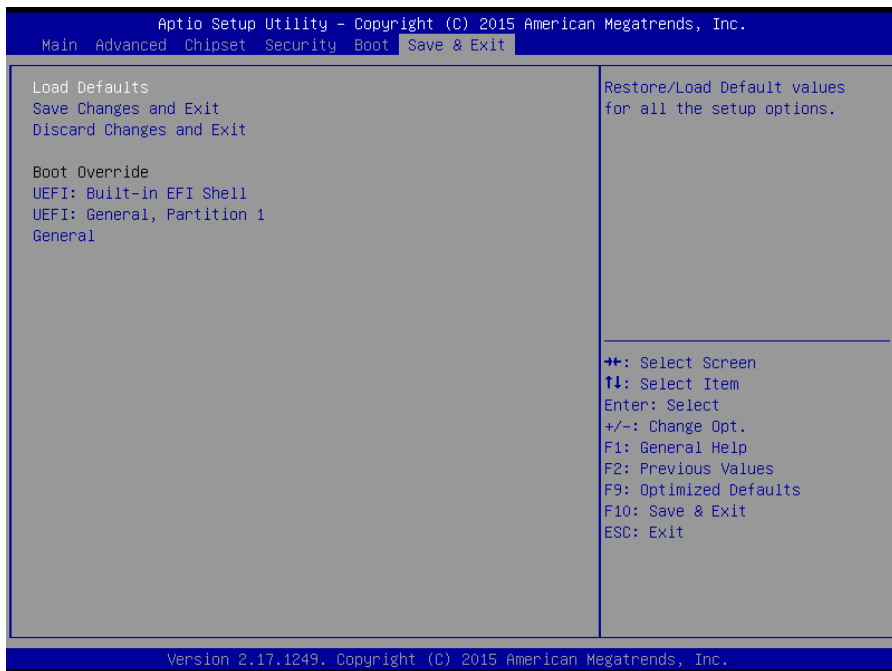 Aptio Setup Utility – Copyright (C) 2015 American Megatrends, Inc.
Main Advanced Chipset Security Boot Save & Exit
Load Defaults
Save Changes and Exit
Discard Changes and Exit
Boot Override
UEFI: Built-in EFI Shell
UEFI: General, Partition 1
General
Restore/Load Default values
for all the setup options.
→←: Select Screen
↑↓: Select Item
Enter: Select
+/-: Change Opt.
F1: General Help
F2: Previous Values
F9: Optimized Defaults
F10: Save & Exit
ESC: Exit
Version 2.17.1249. Copyright (C) 2015 American Megatrends, Inc.